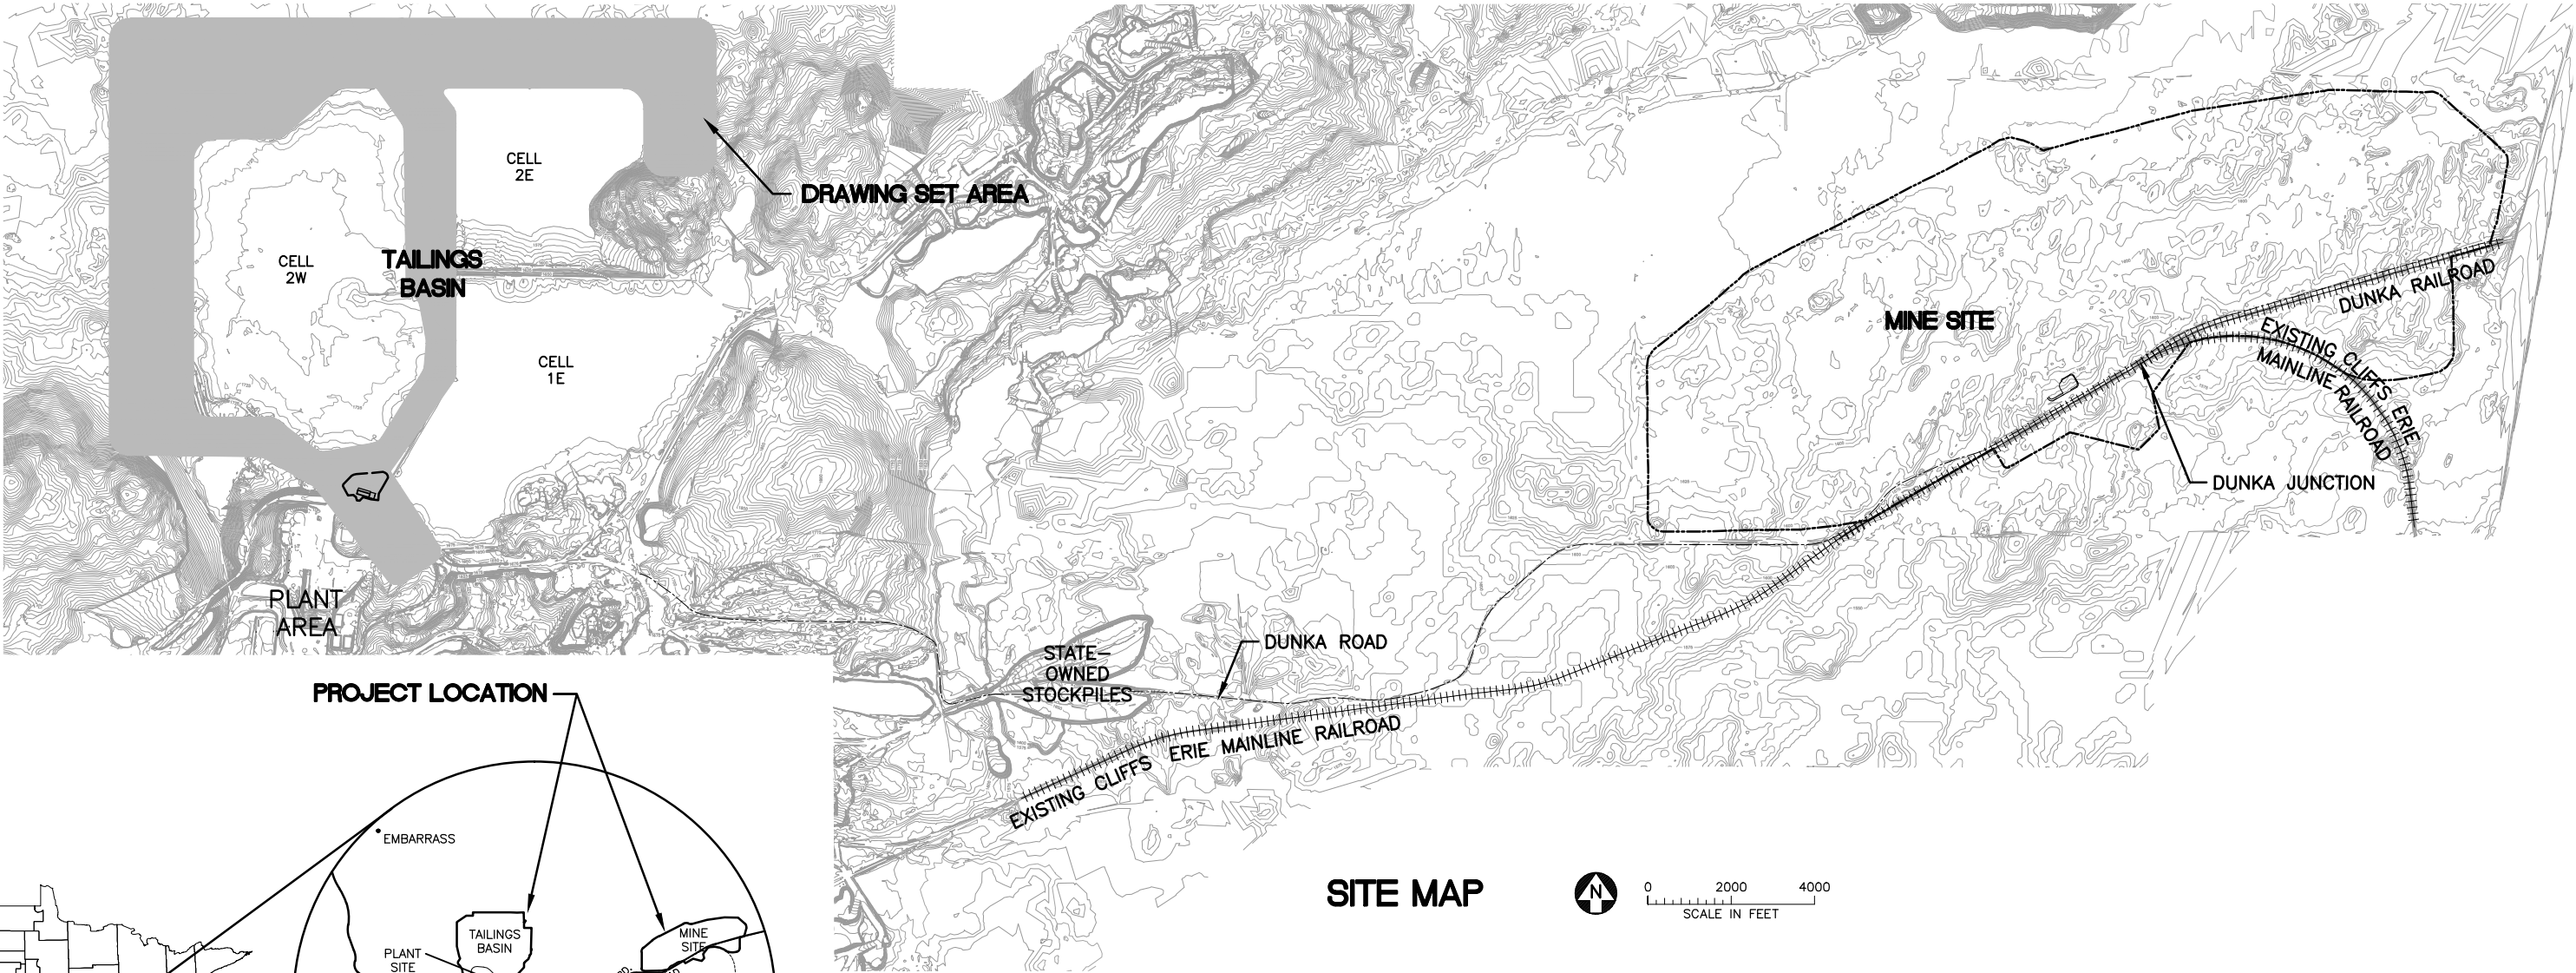 CELL
2E
DRAWING SET AREA
CELL
2W
TAILINGS
BASIN
CELL
1E
MINE SITE
DUNKA RAILROAD
EXISTING CLIFFS ERIE
MAINLINE RAILROAD
DUNKA JUNCTION
PLANT
AREA
STATE-
OWNED
STOCKPILES
DUNKA ROAD
EXISTING CLIFFS ERIE MAINLINE RAILROAD
PROJECT LOCATION
EMBARRASS
TAILINGS
BASIN
PLANT
SITE
MINE
SITE
SITE MAP
N
0 2000 4000
SCALE IN FEET